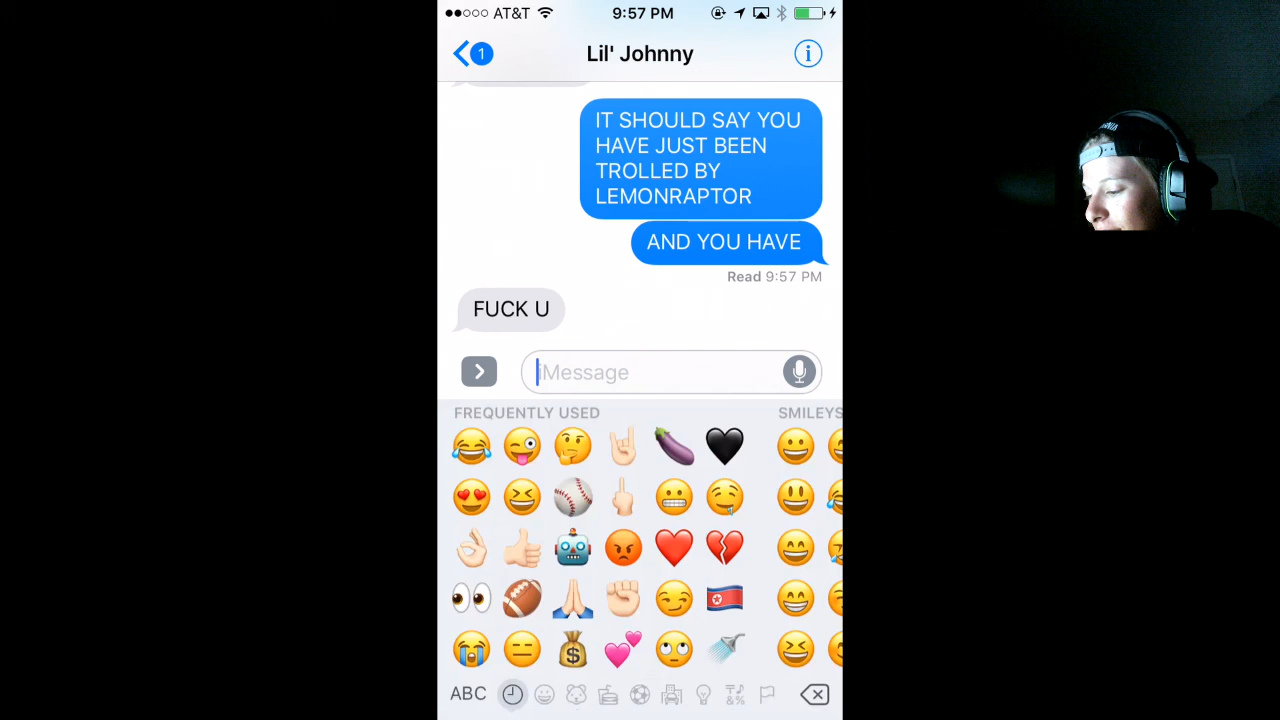 AT&T 9:57 PM
1 Lil' Johnny i
IT SHOULD SAY YOU
HAVE JUST BEEN
TROLLED BY
LEMONRAPTOR
AND YOU HAVE
Read 9:57 PM
FUCK U
iMessage
FREQUENTLY USED SMILEYS
ABC